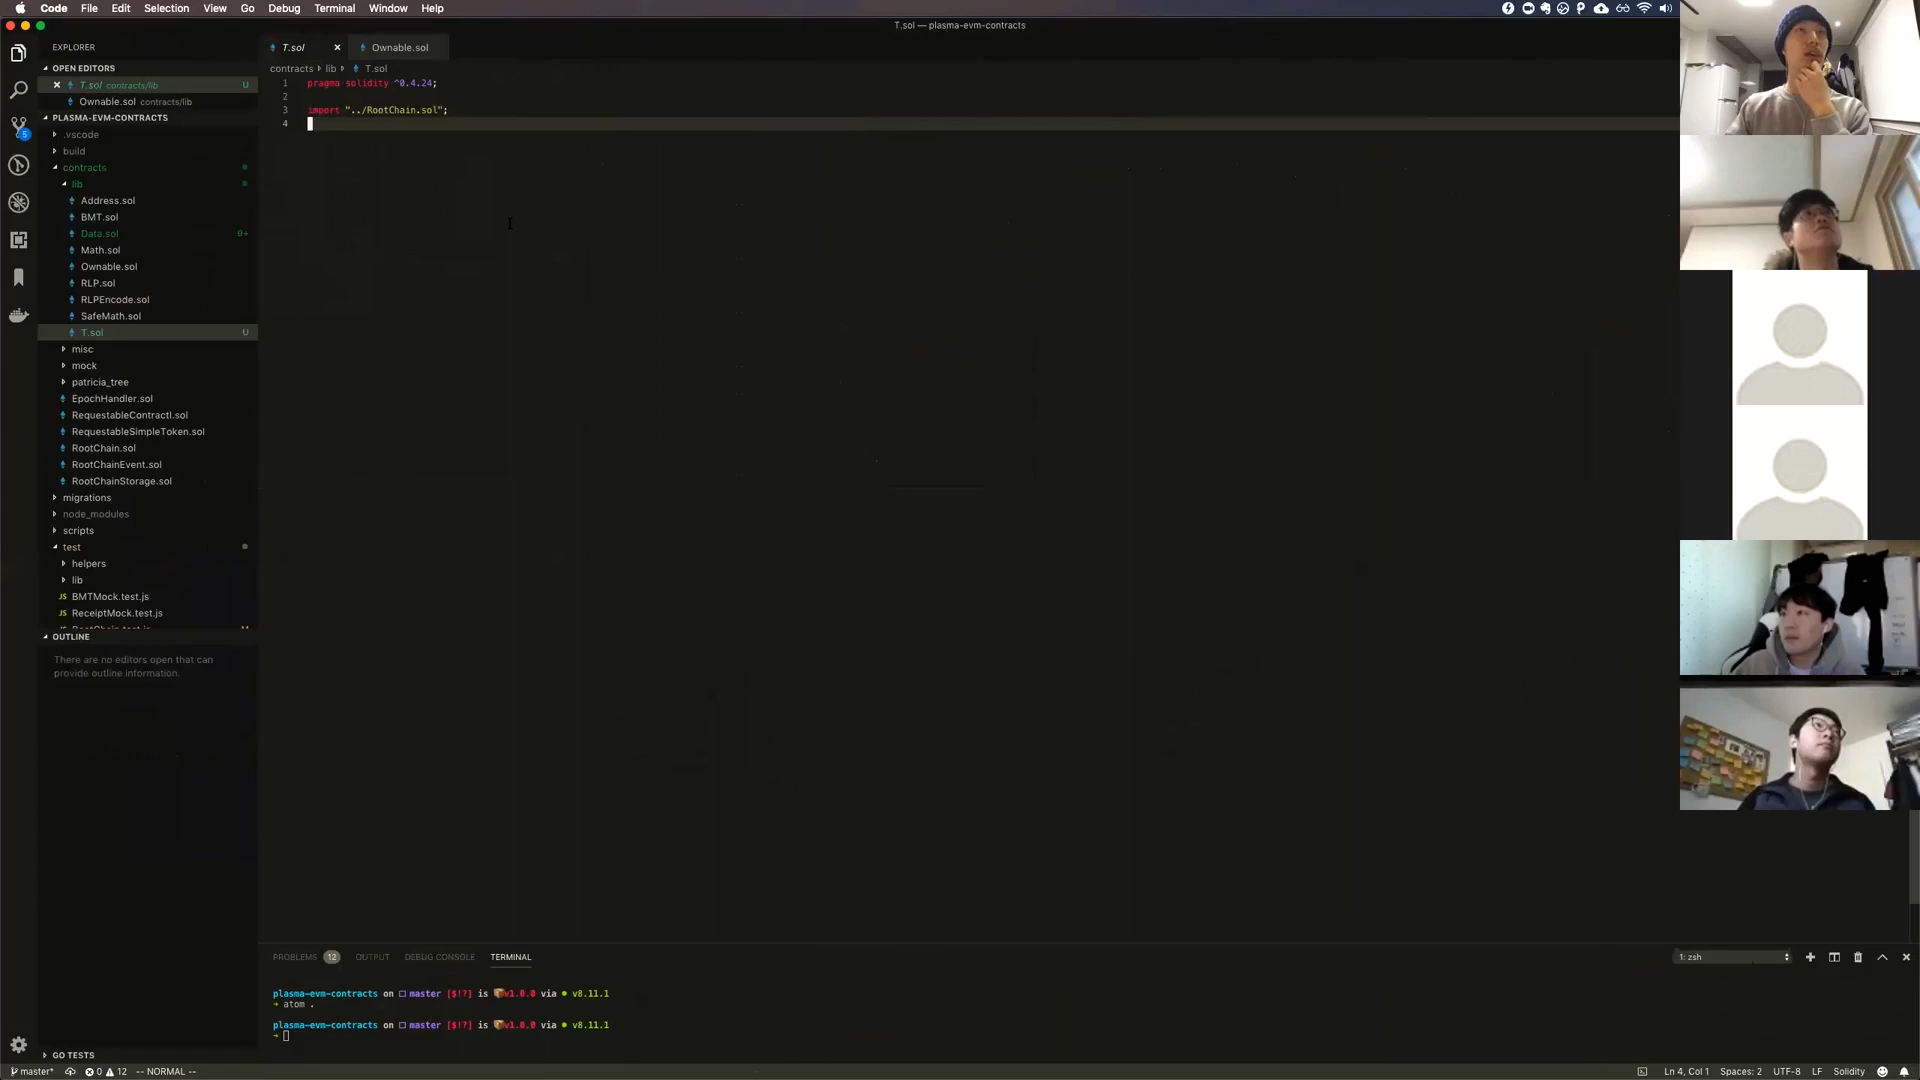 Code File Edit Selection View Go Debug Terminal Window Help
T.sol — plasma-evm-contracts
EXPLORER
OPEN EDITORS
T.sol contracts/lib U
Ownable.sol contracts/lib
PLASMA-EVM-CONTRACTS
.vscode
build
contracts
lib
Address.sol
BMT.sol
Data.sol 9+
Math.sol
Ownable.sol
RLP.sol
RLPEncode.sol
SafeMath.sol
T.sol U
misc
mock
patricia_tree
EpochHandler.sol
RequestableContractI.sol
RequestableSimpleToken.sol
RootChain.sol
RootChainEvent.sol
RootChainStorage.sol
migrations
node_modules
scripts
test
helpers
lib
JS BMTMock.test.js
JS ReceiptMock.test.js
OUTLINE
There are no editors open that can
provide outline information.
GO TESTS
5
T.sol
Ownable.sol
contracts lib T.sol
1 pragma solidity ^0.4.24;
2
3 import "../RootChain.sol";
4
PROBLEMS 12 OUTPUT DEBUG CONSOLE TERMINAL
1: zsh
plasma-evm-contracts on master [$!?] is v1.0.0 via v8.11.1
atom .
plasma-evm-contracts on master [$!?] is v1.0.0 via v8.11.1
master* 0 12 -- NORMAL --
Ln 4, Col 1 Spaces: 2 UTF-8 LF Solidity